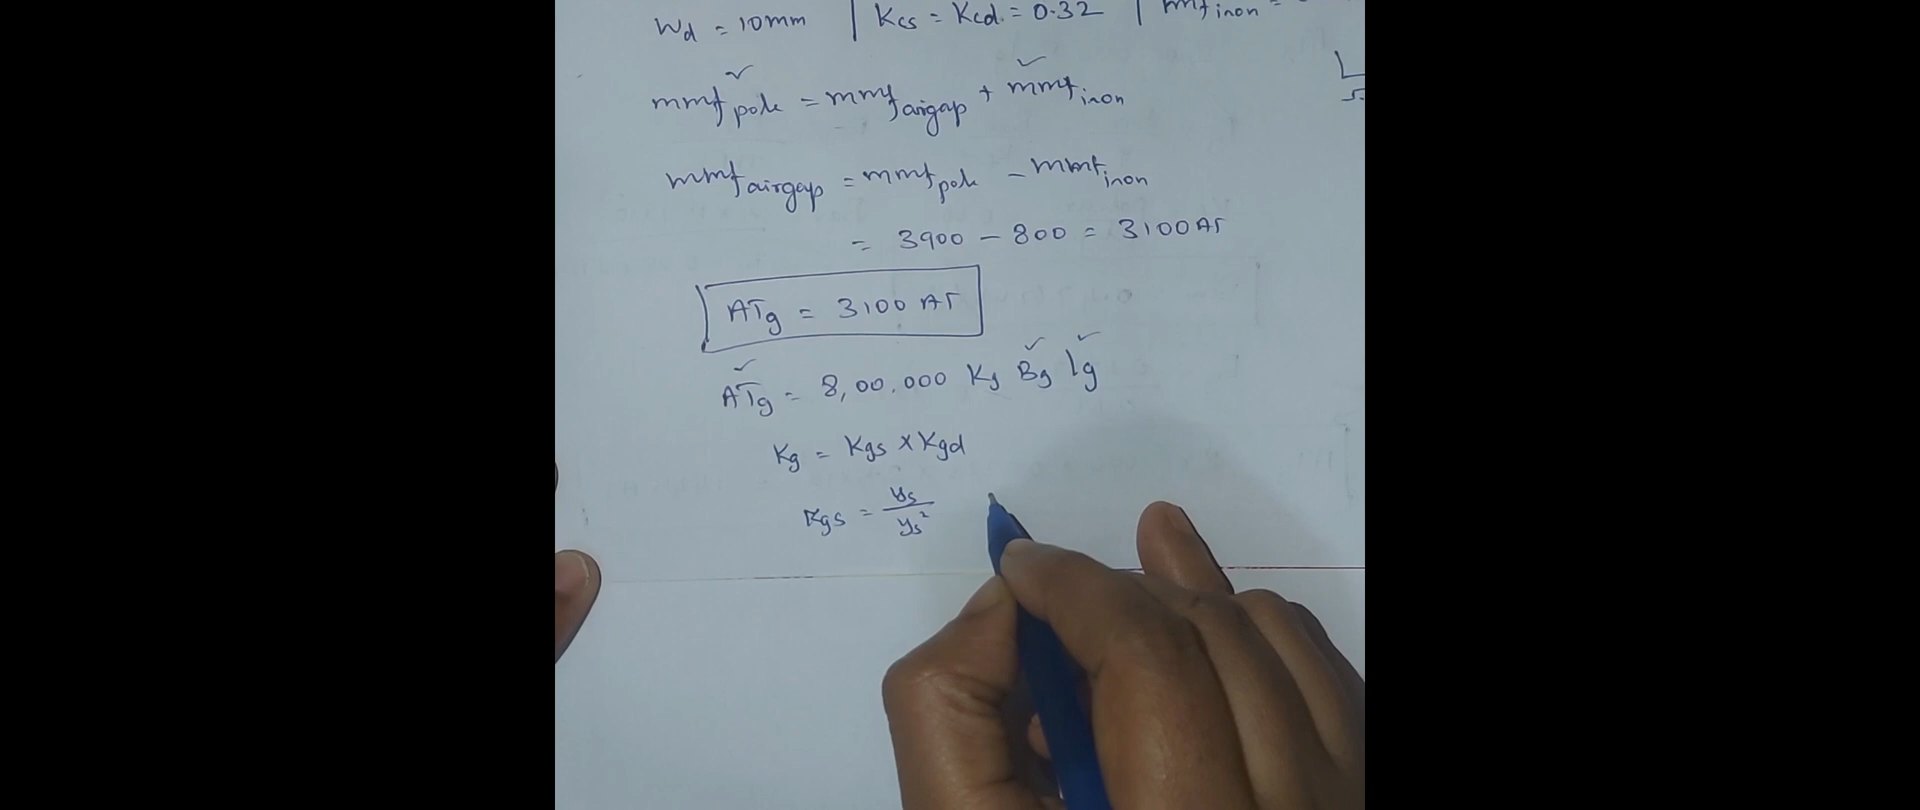 Wd = 10mm | Kcs = Kcd. = 0.32 | mmf iron =
mmf pole = mmf airgap + mmf iron
mmf airgap = mmf pole - mmf iron
= 3900 - 800 = 3100 AT
ATg = 3100 AT
ATg = 8,00,000 Kg Bg lg
Kg = Kgs x Kgd
Kgs = ys / ys²